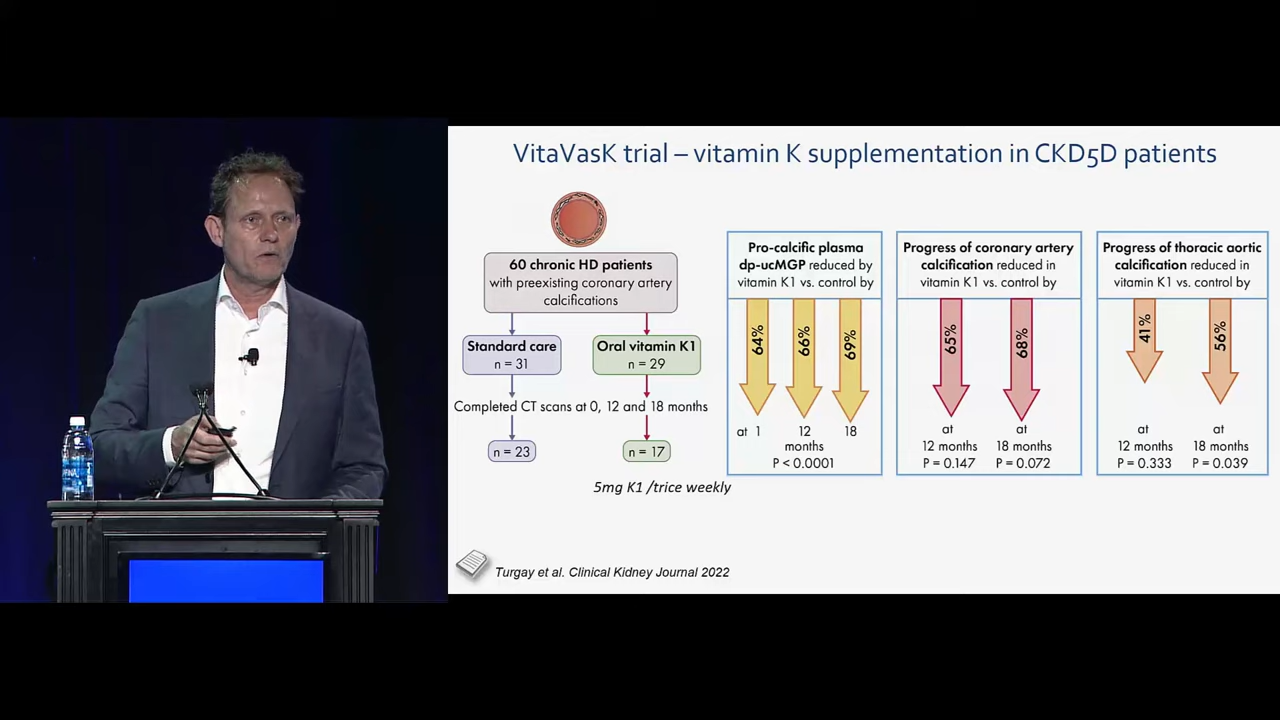 VitaVasK trial – vitamin K supplementation in CKD5D patients
60 chronic HD patients
with preexisting coronary artery
calcifications
Standard care
n = 31
Oral vitamin K1
n = 29
Completed CT scans at 0, 12 and 18 months
n = 23
n = 17
5mg K1 /trice weekly
Pro-calcific plasma
dp-ucMGP reduced by
vitamin K1 vs. control by
64%
66%
69%
at 1
12
18
months
P < 0.0001
Progress of coronary artery
calcification reduced in
vitamin K1 vs. control by
65%
68%
at
12 months
P = 0.147
at
18 months
P = 0.072
Progress of thoracic aortic
calcification reduced in
vitamin K1 vs. control by
41%
56%
at
12 months
P = 0.333
at
18 months
P = 0.039
Turgay et al. Clinical Kidney Journal 2022